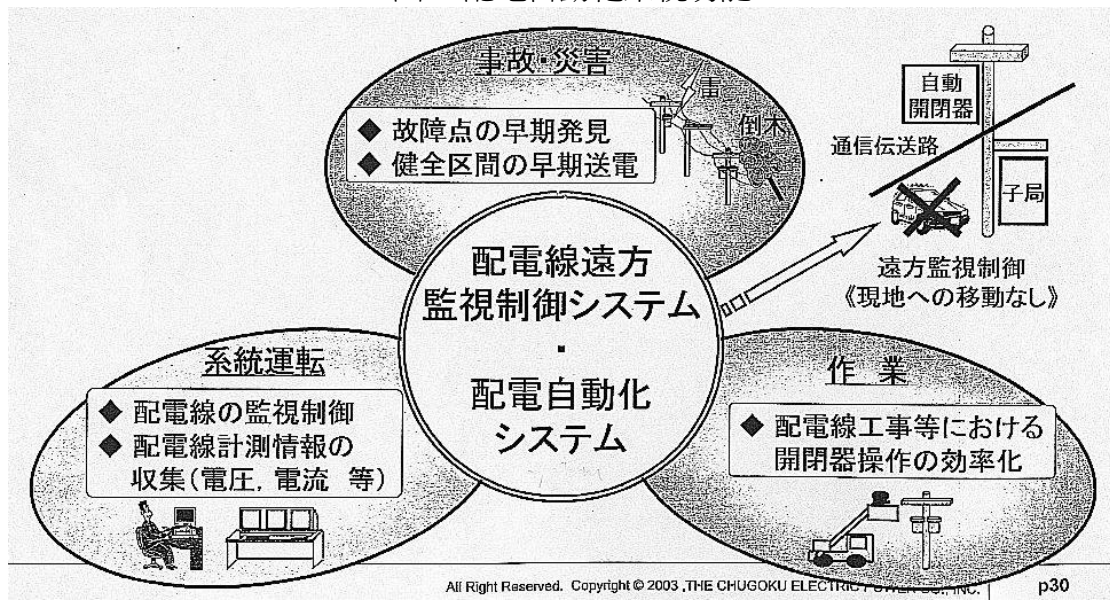 事故・災害
◆ 故障点の早期発見
◆ 健全区間の早期送電
雷
倒木
自動
開閉器
通信伝送路
子局
遠方監視制御
《現地への移動なし》
配電線遠方
監視制御システム
・
配電自動化
システム
系統運転
◆ 配電線の監視制御
◆ 配電線計測情報の
収集(電圧,電流 等)
作 業
◆ 配電線工事等における
開閉器操作の効率化
All Right Reserved. Copyright © 2003 ,THE CHUGOKU ELECTRIC POWER CO., INC.
p30